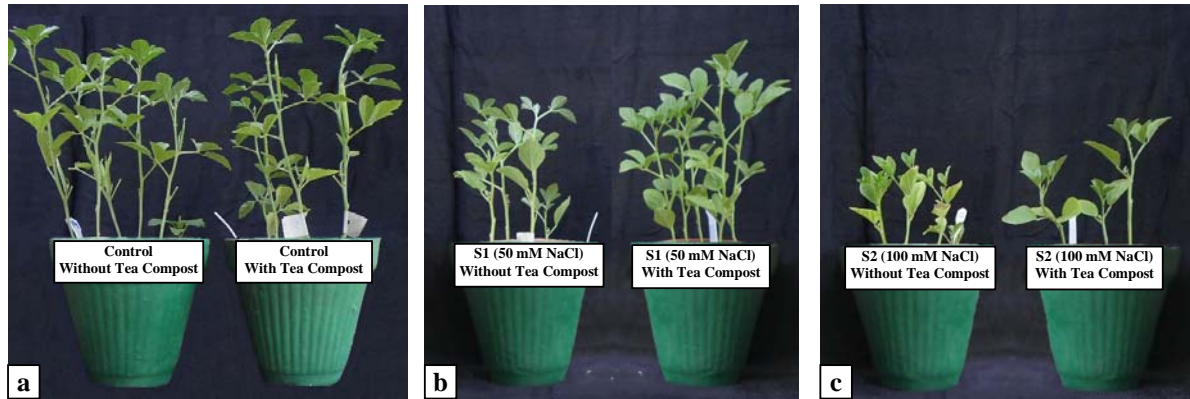 Control
Without Tea Compost
Control
With Tea Compost
a
S1 (50 mM NaCl)
Without Tea Compost
S1 (50 mM NaCl)
With Tea Compost
b
S2 (100 mM NaCl)
Without Tea Compost
S2 (100 mM NaCl)
With Tea Compost
c